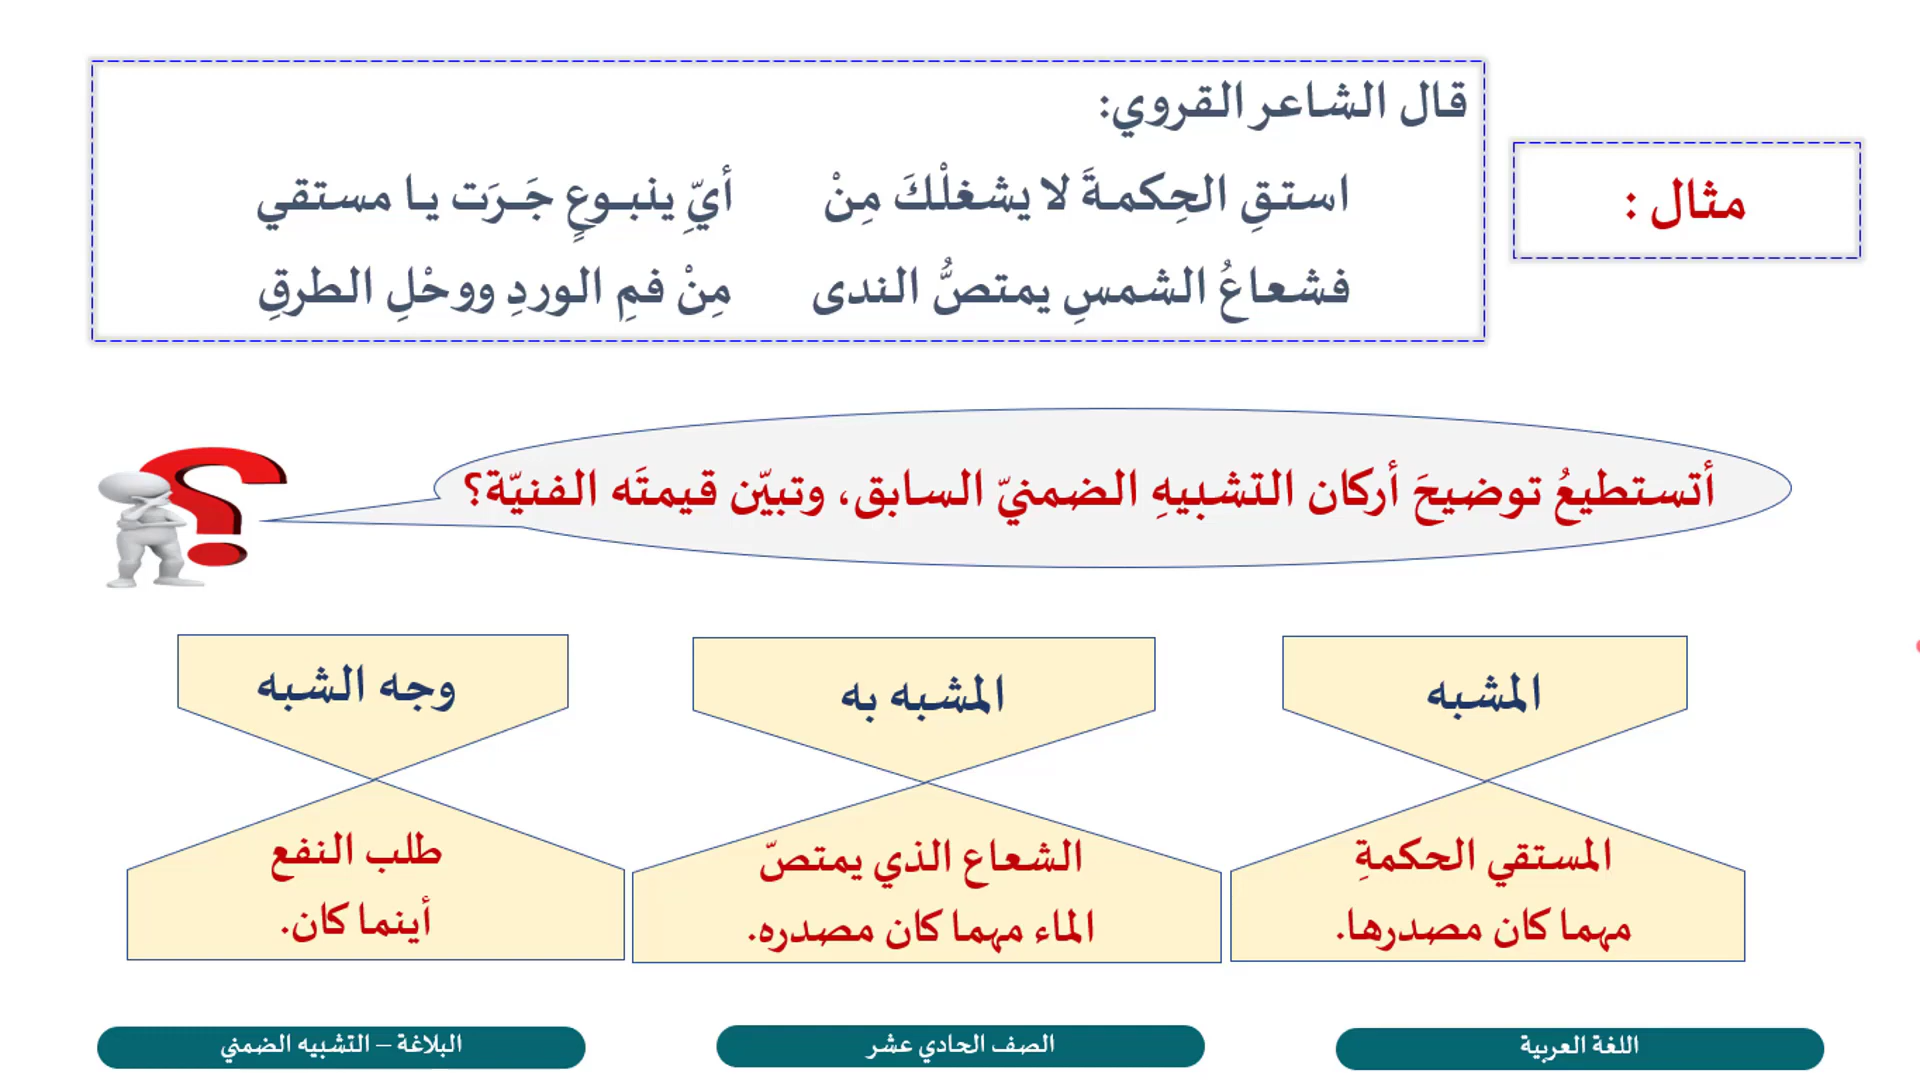 قال الشاعر القروي:
مثال :
استقِ الحِكمةَ لا يشغلْكَ مِنْ أيِّ ينبوعٍ جَرَت يا مستقي
فشعاعُ الشمسِ يمتصُّ الندى مِنْ فمِ الوردِ ووحْلِ الطرقِ
أتستطيعُ توضيحَ أركان التشبيهِ الضمنيّ السابق، وتبيّن قيمتَه الفنيّة؟
المشبه
المشبه به
وجه الشبه
المستقي الحكمةِ
مهما كان مصدرها.
الشعاع الذي يمتصّ
الماء مهما كان مصدره.
طلب النفع
أينما كان.
اللغة العربية
الصف الحادي عشر
البلاغة – التشبيه الضمني